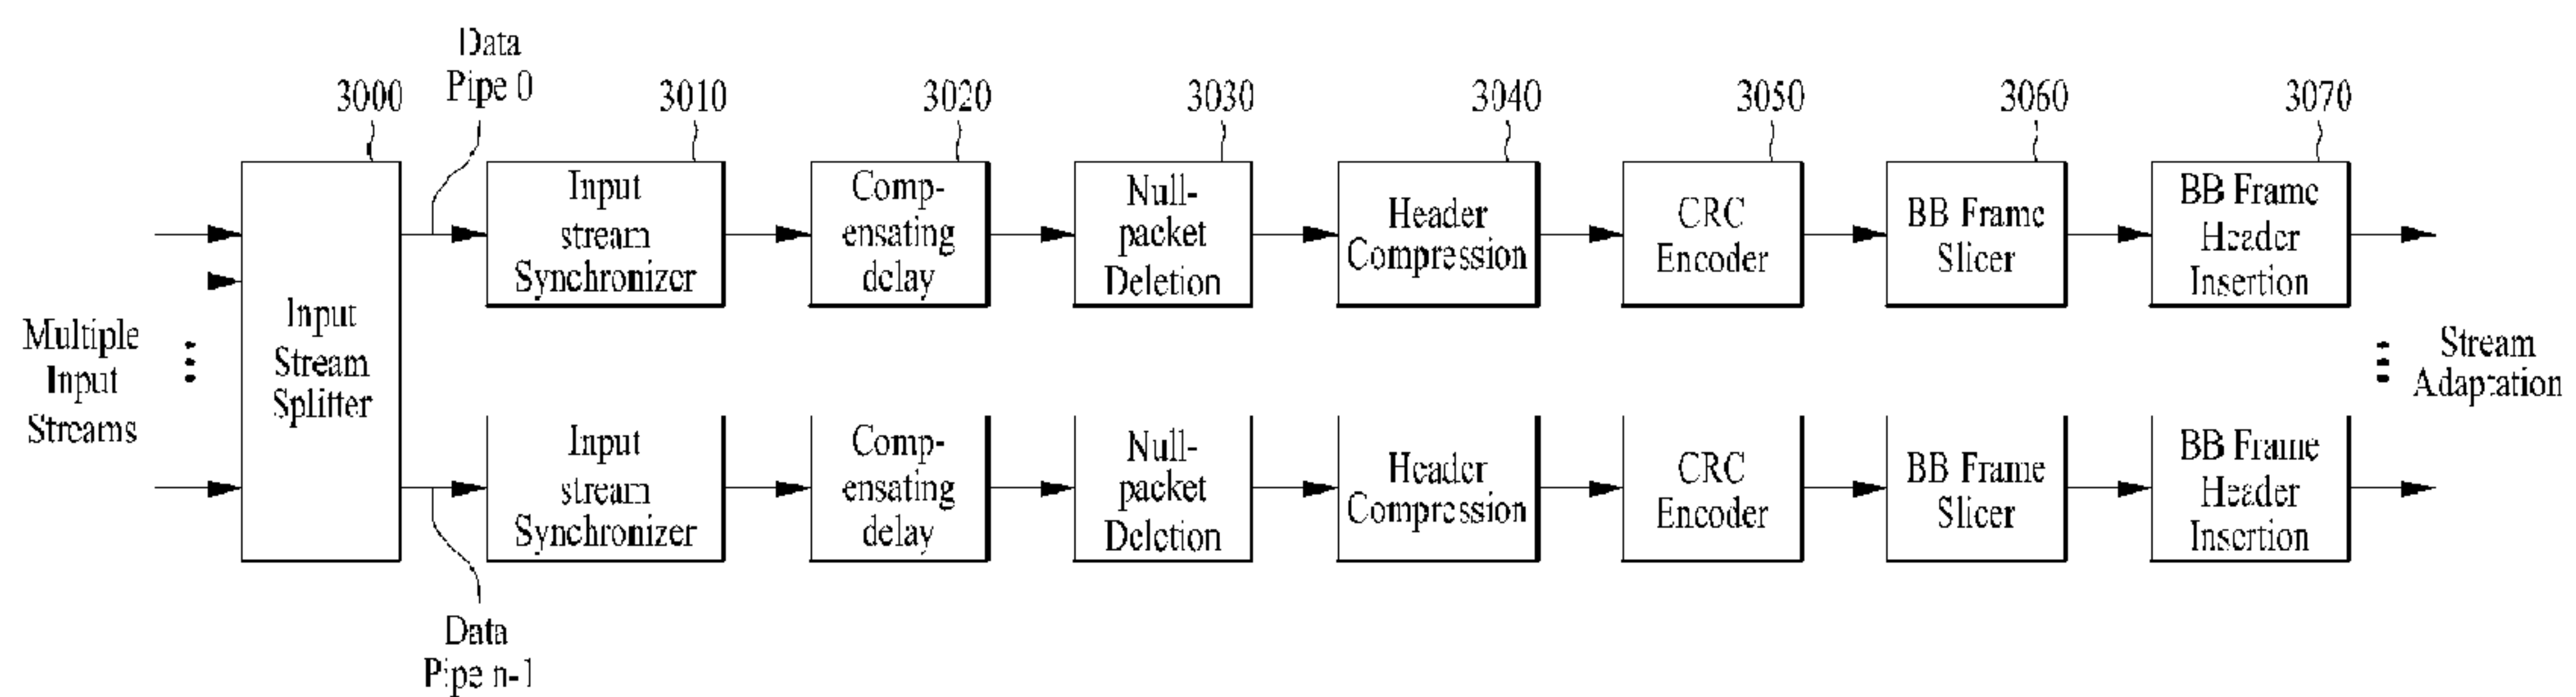 Data
Pipe 0
3000
3010
3020
3030
3040
3050
3060
3070
Multiple
Input
Streams
Input
Stream
Splitter
Input
stream
Synchronizer
Comp-
ensating
delay
Null-
packet
Deletion
Header
Compression
CRC
Encoder
BB Frame
Slicer
BB Frame
Header
Insertion
Stream
Adaptation
Input
stream
Synchronizer
Comp-
ensating
delay
Null-
packet
Deletion
Header
Compression
CRC
Encoder
BB Frame
Slicer
BB Frame
Header
Insertion
Data
Pipe n-1